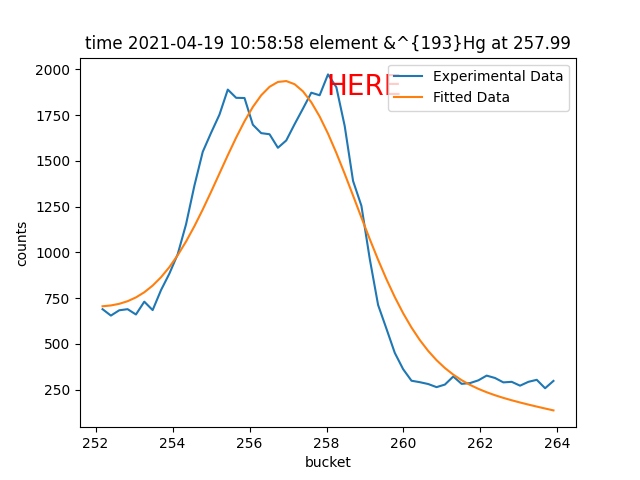 time 2021-04-19 10:58:58 element &^{193}Hg at 257.99
HERE
Experimental Data
Fitted Data
counts
2000
1750
1500
1250
1000
750
500
250
252 254 256 258 260 262 264
bucket